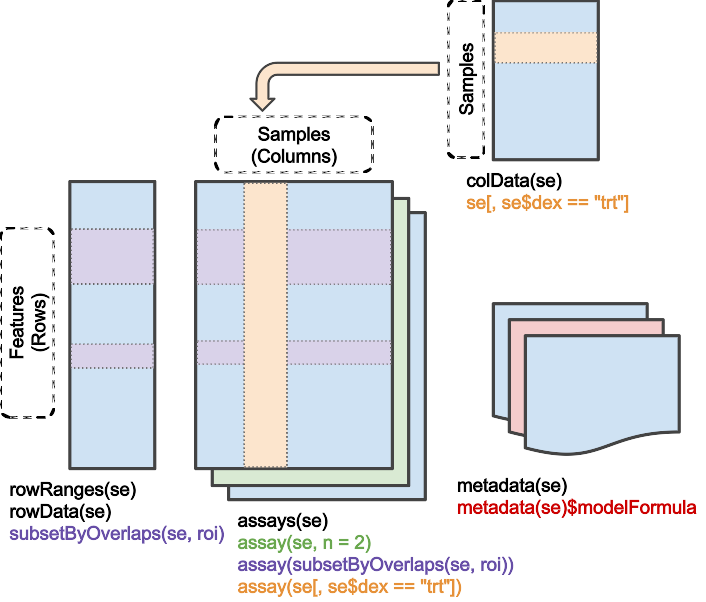 Samples
colData(se)
se[, se$dex == "trt"]
Samples
(Columns)
Features
(Rows)
rowRanges(se)
rowData(se)
subsetByOverlaps(se, roi)
assays(se)
assay(se, n = 2)
assay(subsetByOverlaps(se, roi))
assay(se[, se$dex == "trt"])
metadata(se)
metadata(se)$modelFormula